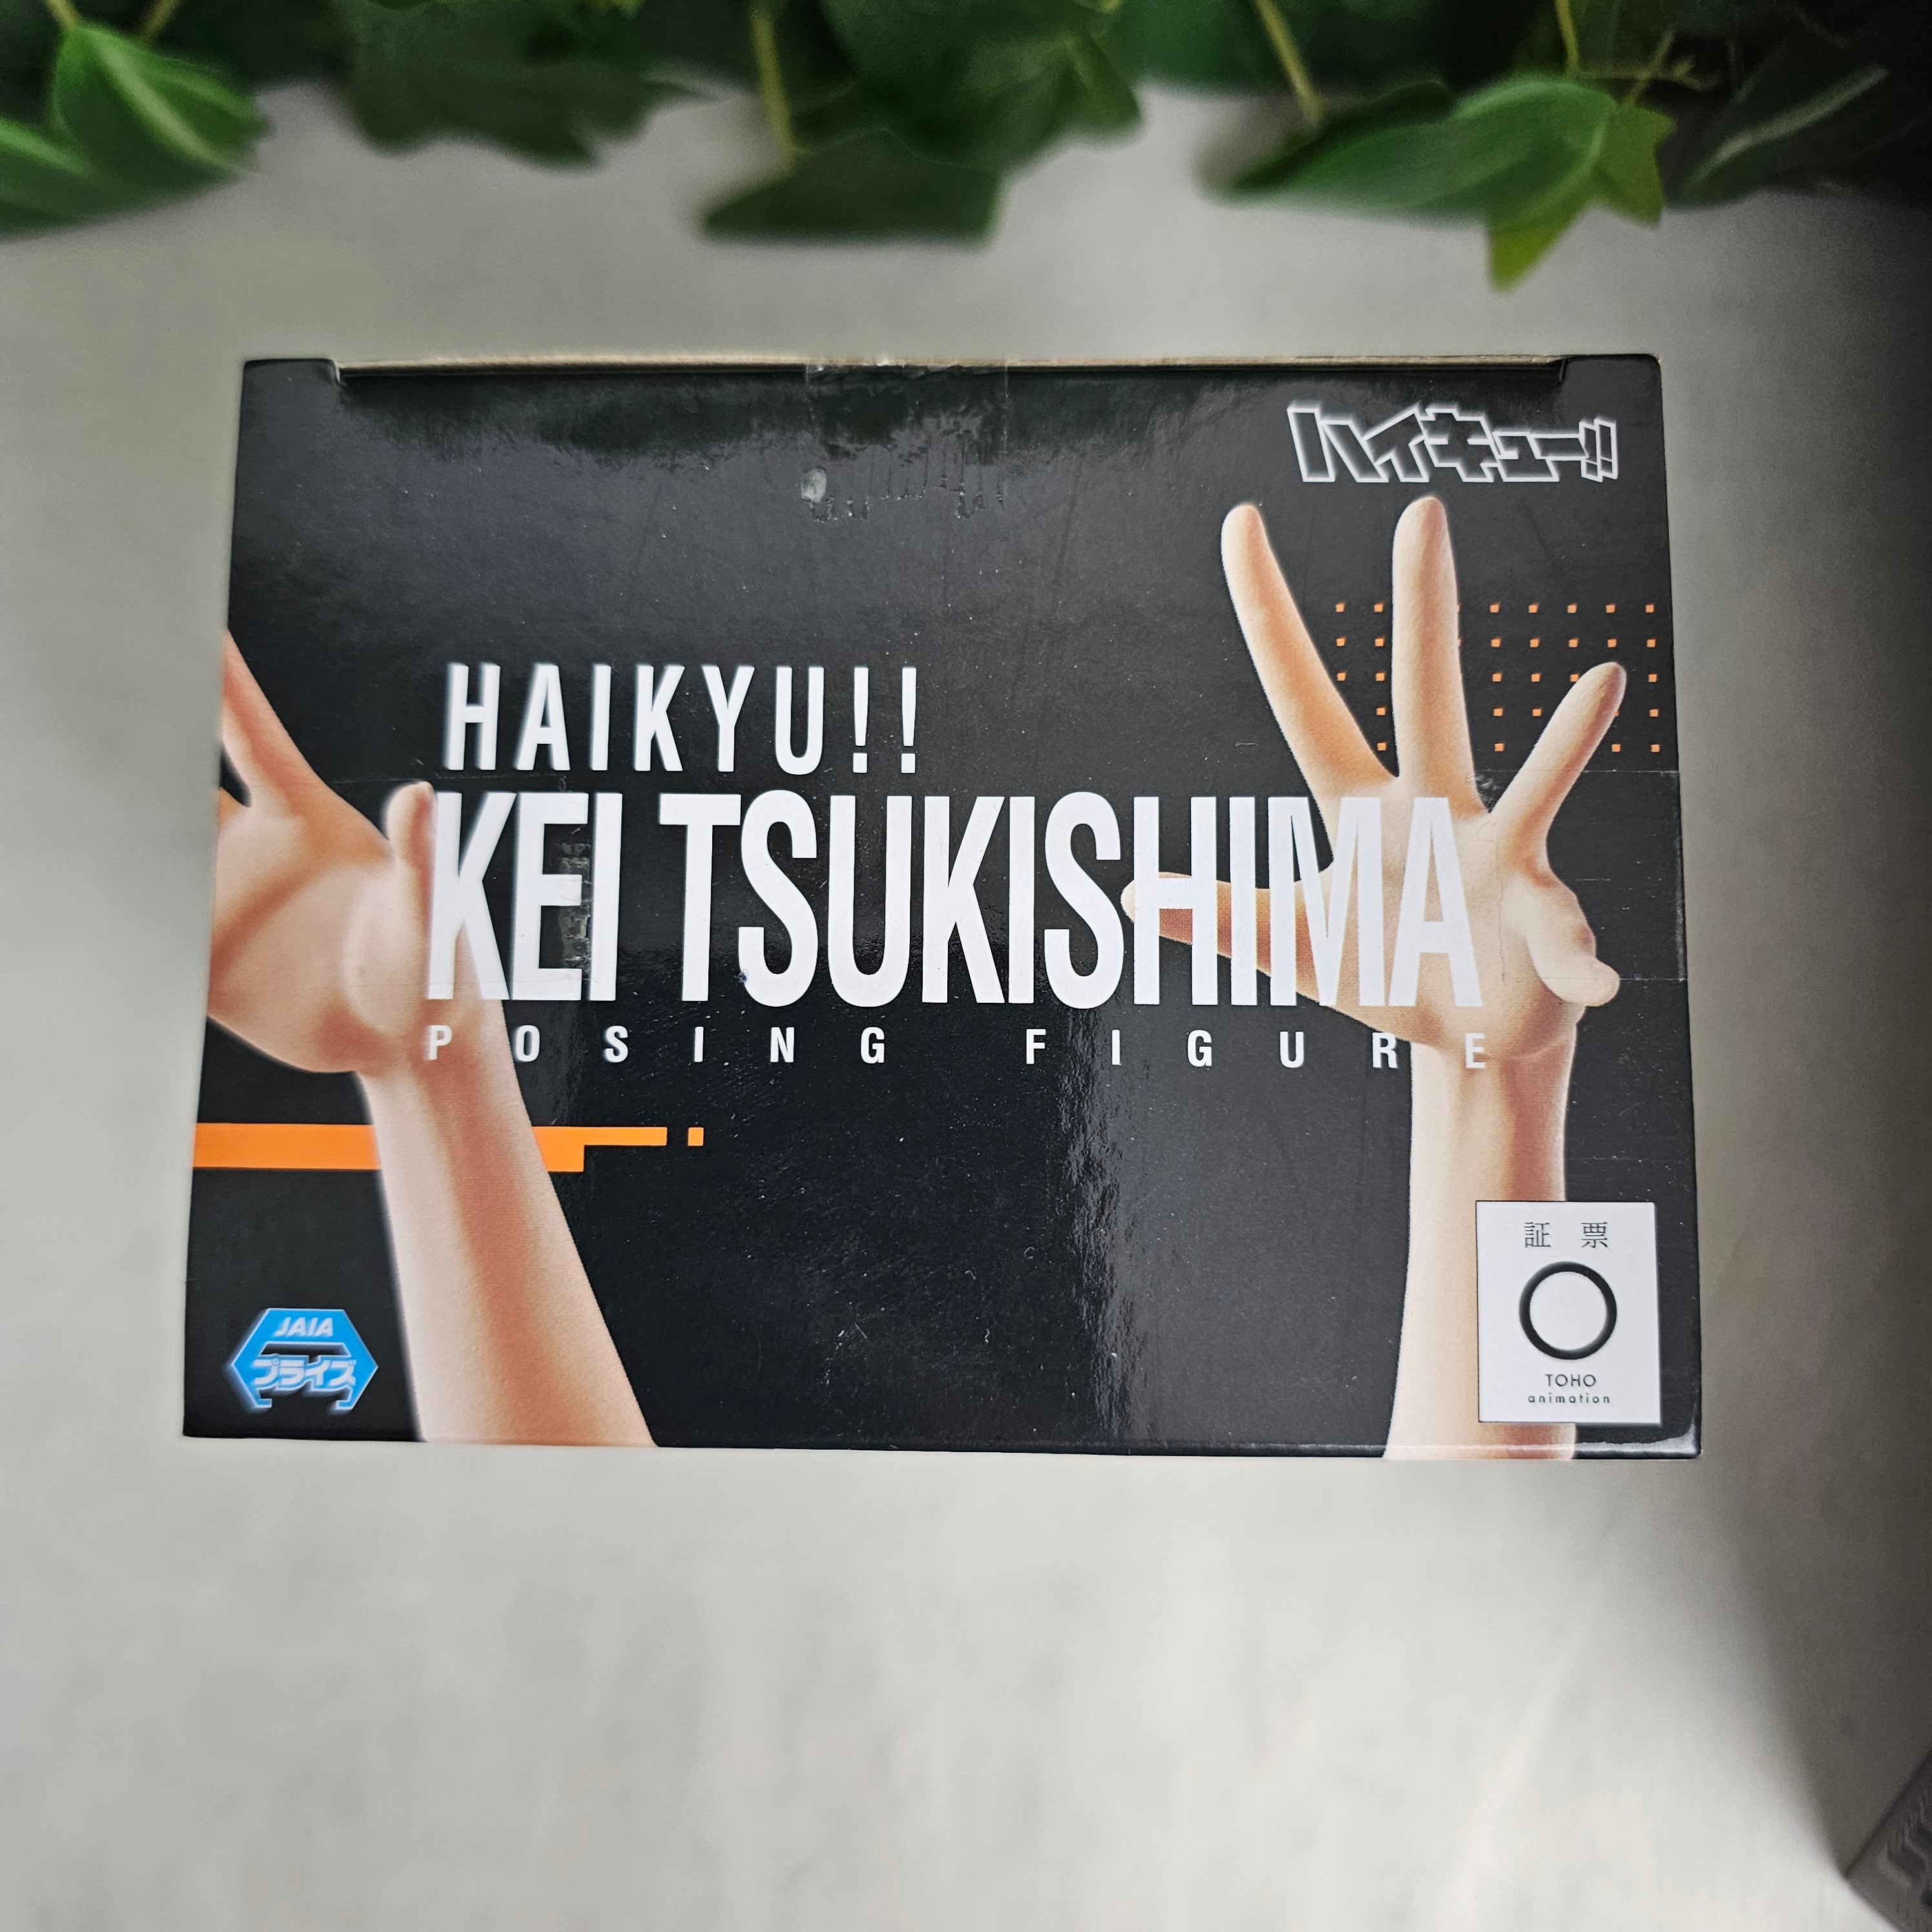 ハイキュー!!
HAIKYU!!
KEI TSUKISHIMA
POSING FIGURE
証 票
TOHO
animation
JAIA
プライズ